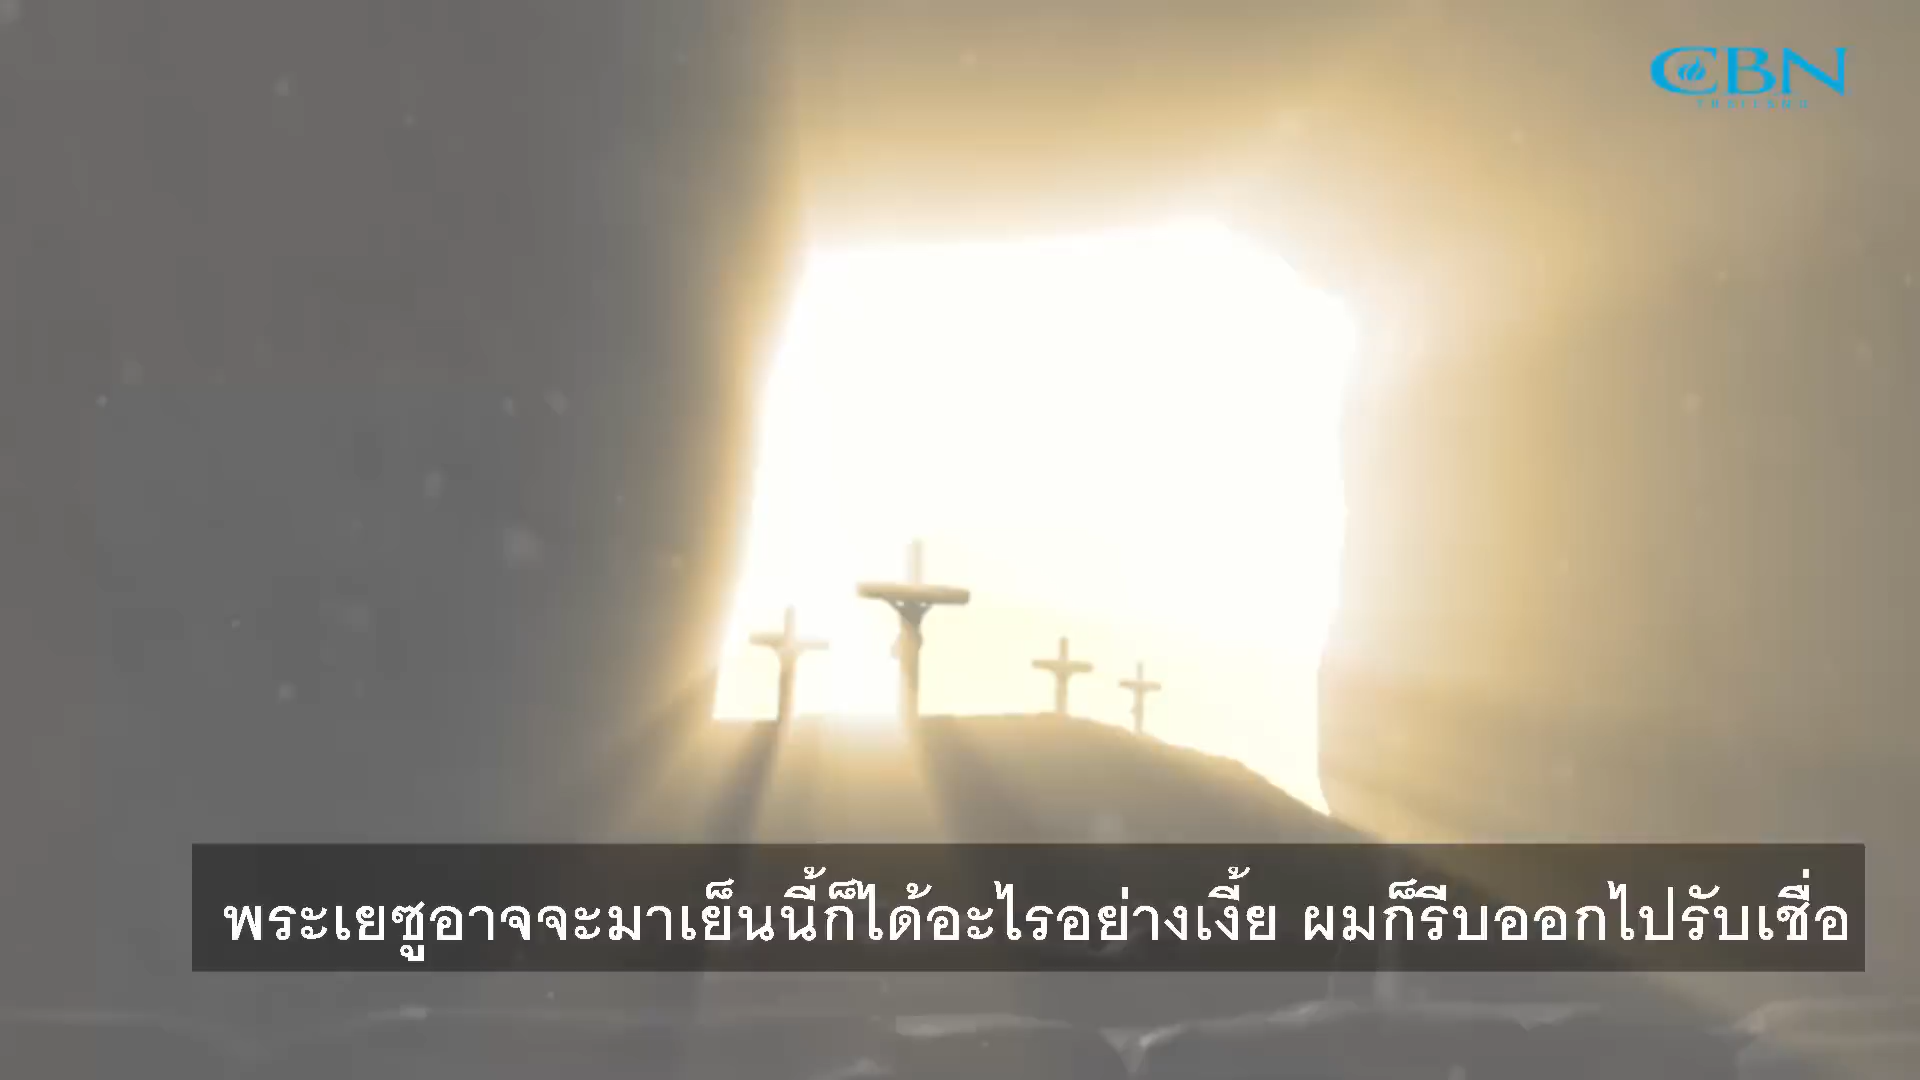 CBN
THAILAND
พระเยซูอาจจะมาเย็นนี้ก็ได้อะไรอย่างเงี้ย ผมก็รีบออกไปรับเชื่อ